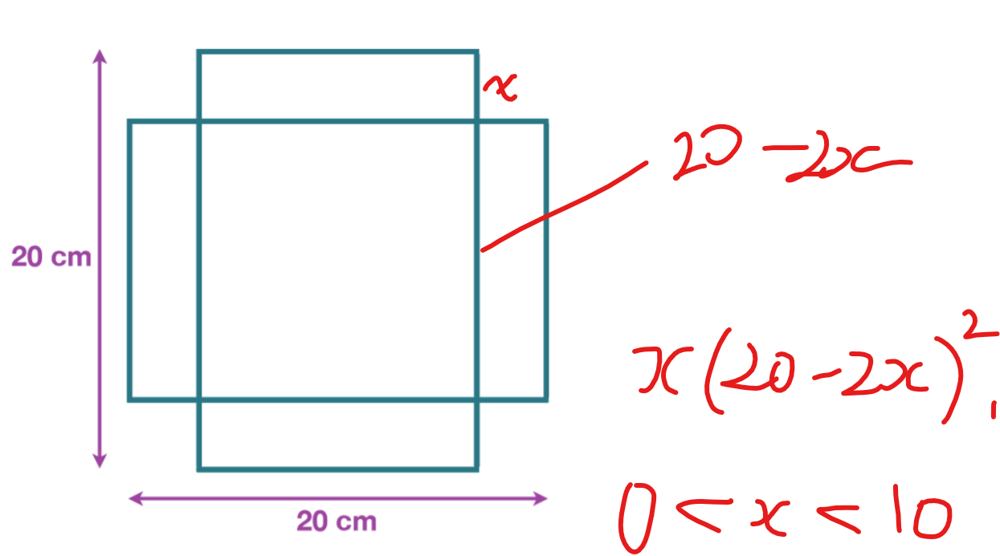 x
20 - 2x
20 cm
x(20 - 2x)²,
0 < x < 10
20 cm